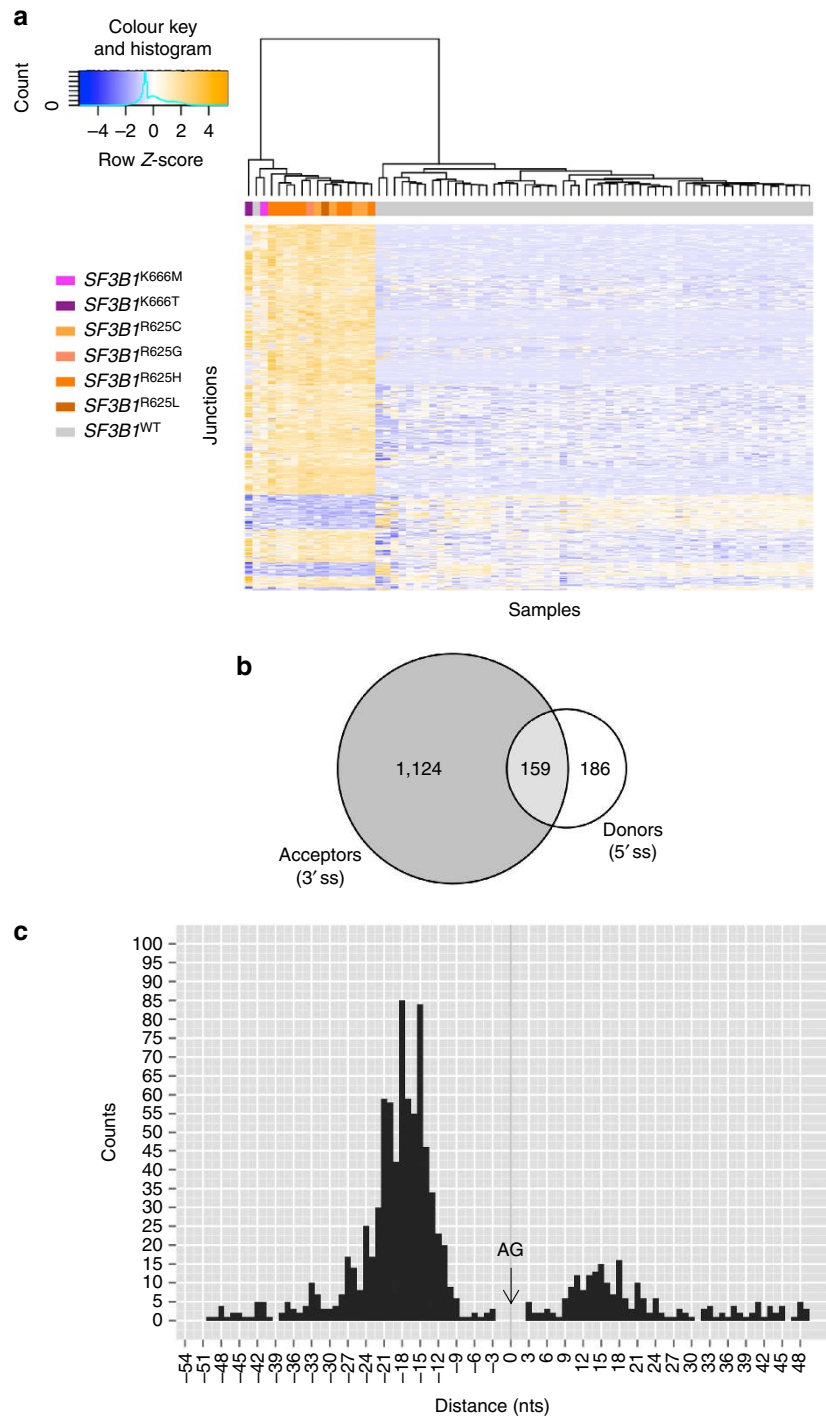 a
Colour key
and histogram
Count
0
−4 −2 0 2 4
Row Z-score
SF3B1K666M
SF3B1K666T
SF3B1R625C
SF3B1R625G
SF3B1R625H
SF3B1R625L
SF3B1WT
Junctions
Samples
b
1,124
159
186
Acceptors
(3′ ss)
Donors
(5′ ss)
c
100
95
90
85
80
75
70
65
60
55
50
45
40
35
30
25
20
15
10
5
0
Counts
AG
−54 −51 −48 −45 −42 −39 −36 −33 −30 −27 −24 −21 −18 −15 −12 −9 −6 −3 0 3 6 9 12 15 18 21 24 27 30 33 36 39 42 45 48
Distance (nts)